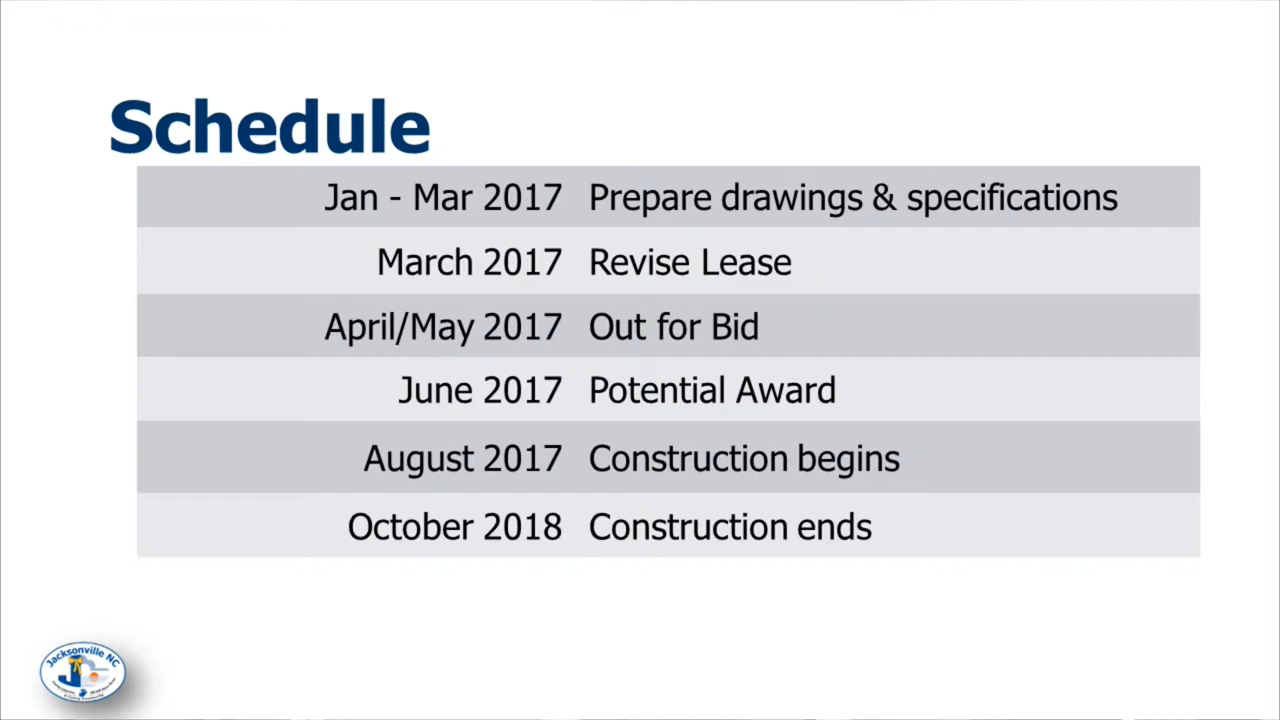 Schedule
Jan - Mar 2017 Prepare drawings & specifications
March 2017 Revise Lease
April/May 2017 Out for Bid
June 2017 Potential Award
August 2017 Construction begins
October 2018 Construction ends
Jacksonville NC